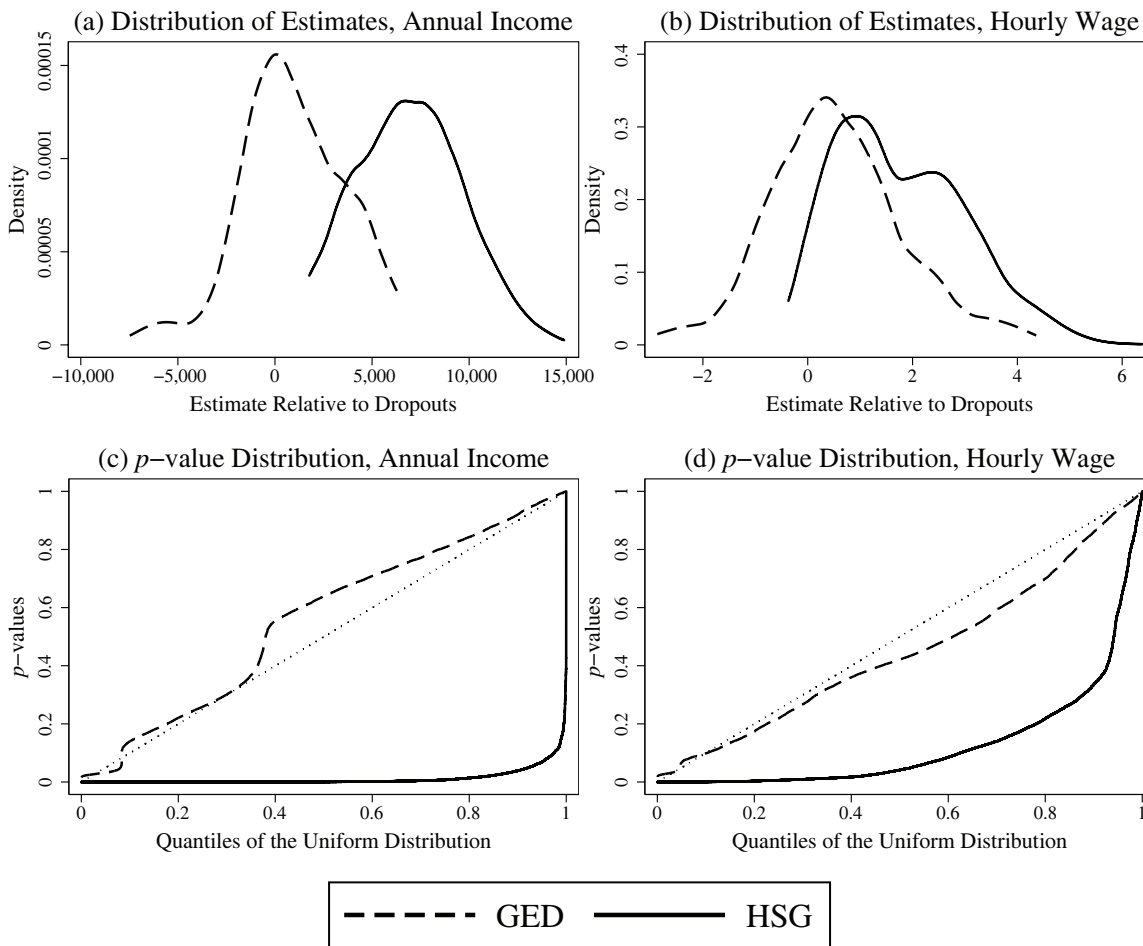 (a) Distribution of Estimates, Annual Income
Density
0 0.00005 0.0001 0.00015
−10,000 −5,000 0 5,000 10,000 15,000
Estimate Relative to Dropouts
(b) Distribution of Estimates, Hourly Wage
Density
0 0.1 0.2 0.3 0.4
−2 0 2 4 6
Estimate Relative to Dropouts
(c) p−value Distribution, Annual Income
p−values
0 0.2 0.4 0.6 0.8 1
0 0.2 0.4 0.6 0.8 1
Quantiles of the Uniform Distribution
(d) p−value Distribution, Hourly Wage
p−values
0 0.2 0.4 0.6 0.8 1
0 0.2 0.4 0.6 0.8 1
Quantiles of the Uniform Distribution
GED HSG